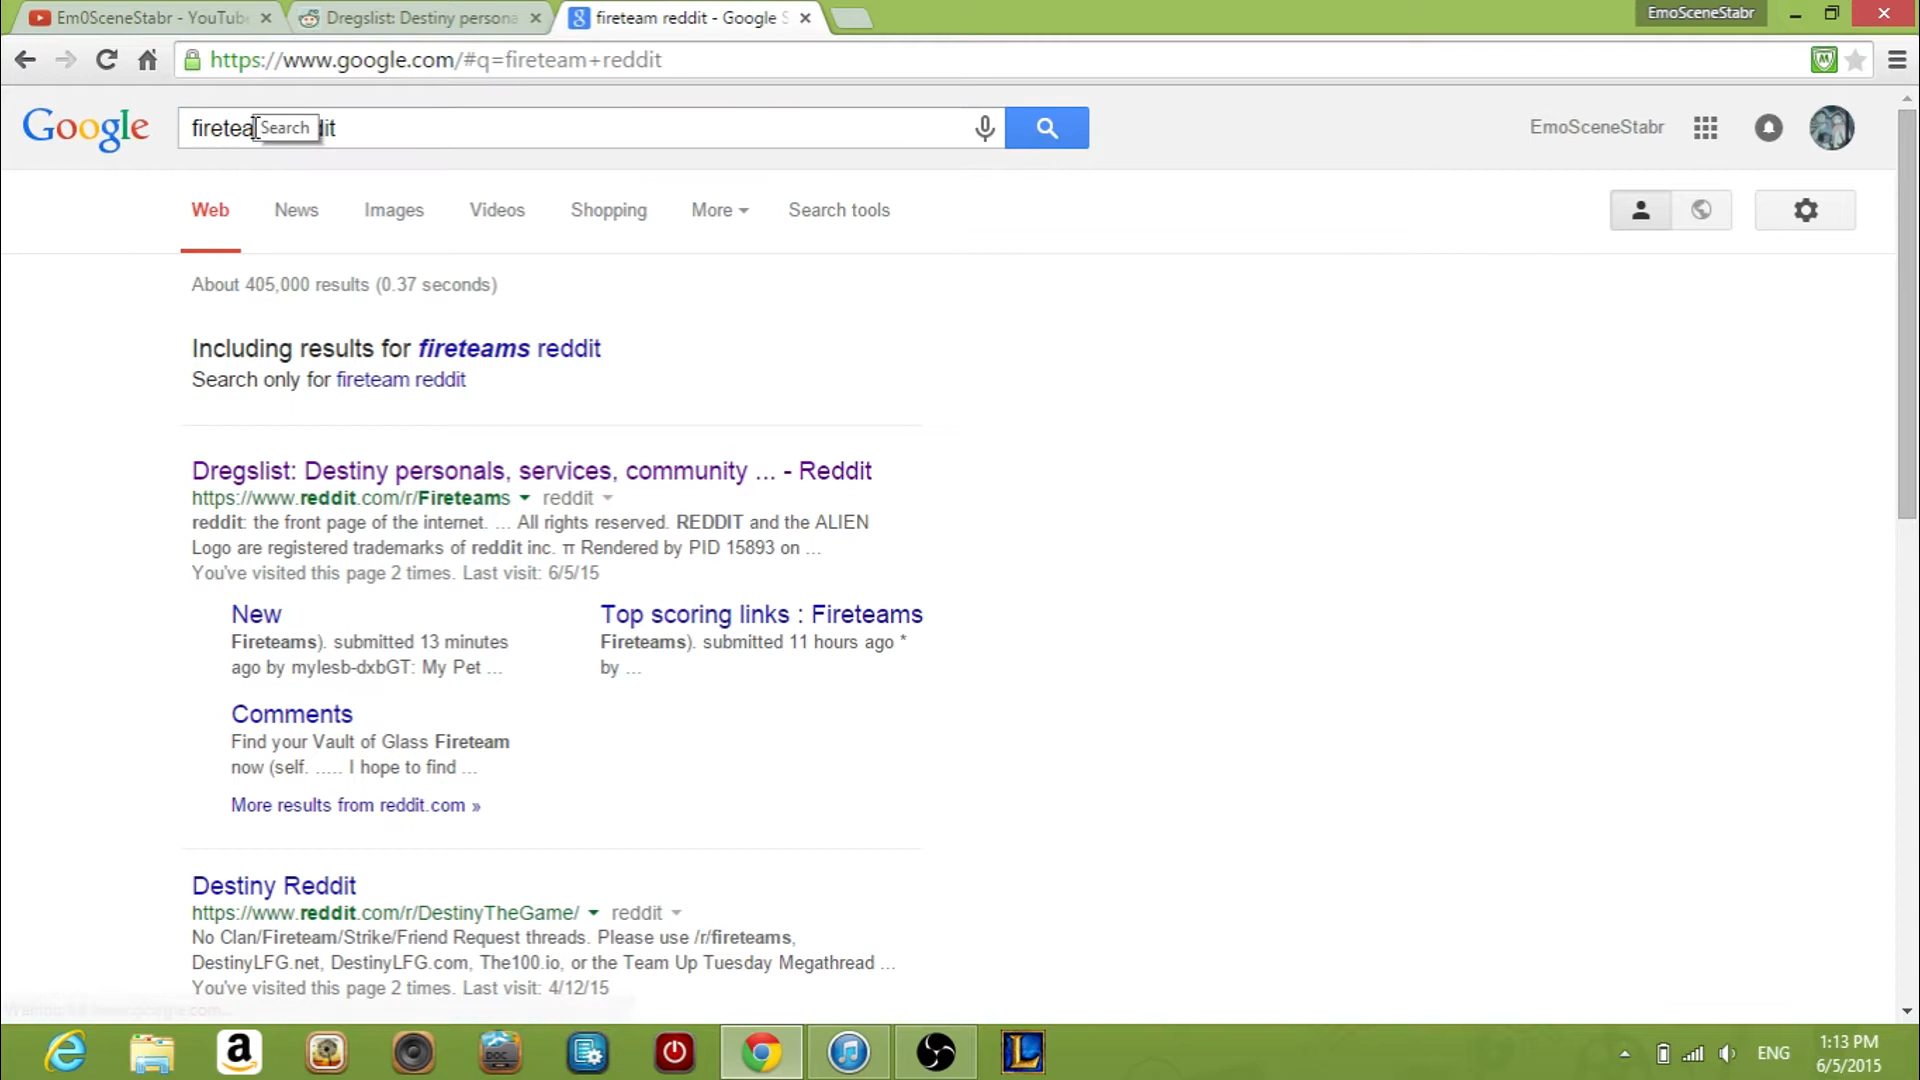 Em0SceneStabr - YouTube
Dregslist: Destiny persona
fireteam reddit - Google S
EmoSceneStabr
https://www.google.com/#q=fireteam+reddit
Google
firetea
Search
dit
EmoSceneStabr
Web
News
Images
Videos
Shopping
More
Search tools
About 405,000 results (0.37 seconds)
Including results for fireteams reddit
Search only for fireteam reddit
Dregslist: Destiny personals, services, community ... - Reddit
https://www.reddit.com/r/Fireteams
reddit
reddit: the front page of the internet. ... All rights reserved. REDDIT and the ALIEN
Logo are registered trademarks of reddit inc. π Rendered by PID 15893 on ...
You've visited this page 2 times. Last visit: 6/5/15
New
Fireteams). submitted 13 minutes
ago by mylesb-dxbGT: My Pet ...
Top scoring links : Fireteams
Fireteams). submitted 11 hours ago *
by ...
Comments
Find your Vault of Glass Fireteam
now (self. ..... I hope to find ...
More results from reddit.com »
Destiny Reddit
https://www.reddit.com/r/DestinyTheGame/
reddit
No Clan/Fireteam/Strike/Friend Request threads. Please use /r/fireteams,
DestinyLFG.net, DestinyLFG.com, The100.io, or the Team Up Tuesday Megathread ...
You've visited this page 2 times. Last visit: 4/12/15
DOC
ENG
1:13 PM
6/5/2015